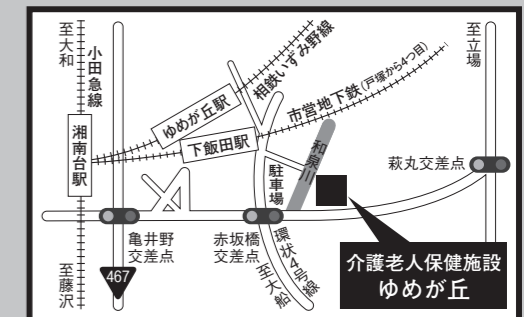 至大和
小田急線
湘南台駅
至藤沢
467
亀井野
交差点
ゆめが丘駅
相鉄いずみ野線
下飯田駅
市営地下鉄(戸塚から4つ目)
和泉川
駐車場
赤坂橋
交差点
環状4号線
至大船
至立場
萩丸交差点
介護老人保健施設
ゆめが丘